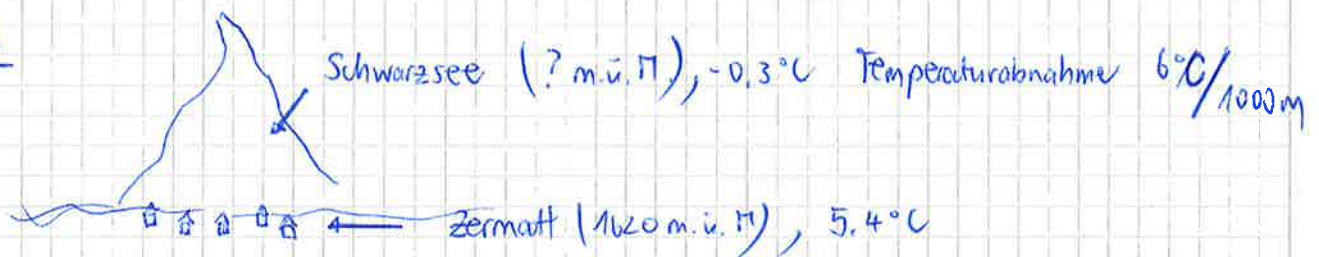 Schwarzsee (? m.ü.M), -0.3°C Temperaturabnahme 6°C/1000m
Zermatt (1620 m.ü.M), 5.4°C